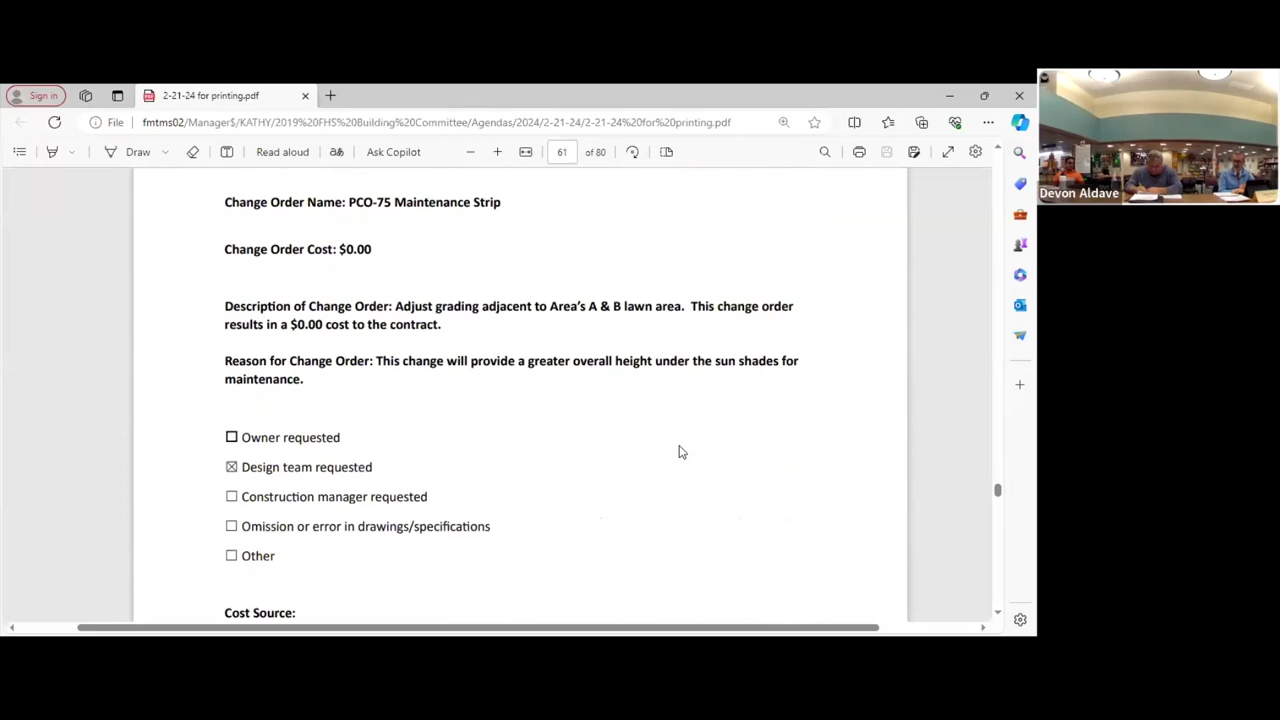 Sign in
2-21-24 for printing.pdf
File
fmtms02/Manager$/KATHY/2019%20FHS%20Building%20Committee/Agendas/2024/2-21-24/2-21-24%20for%20printing.pdf
Draw
Read aloud
Ask Copilot
61 of 80
Devon Aldave
Change Order Name: PCO-75 Maintenance Strip
Change Order Cost: $0.00
Description of Change Order: Adjust grading adjacent to Area's A & B lawn area. This change order
results in a $0.00 cost to the contract.
Reason for Change Order: This change will provide a greater overall height under the sun shades for
maintenance.
☐ Owner requested
☒ Design team requested
☐ Construction manager requested
☐ Omission or error in drawings/specifications
☐ Other
Cost Source: